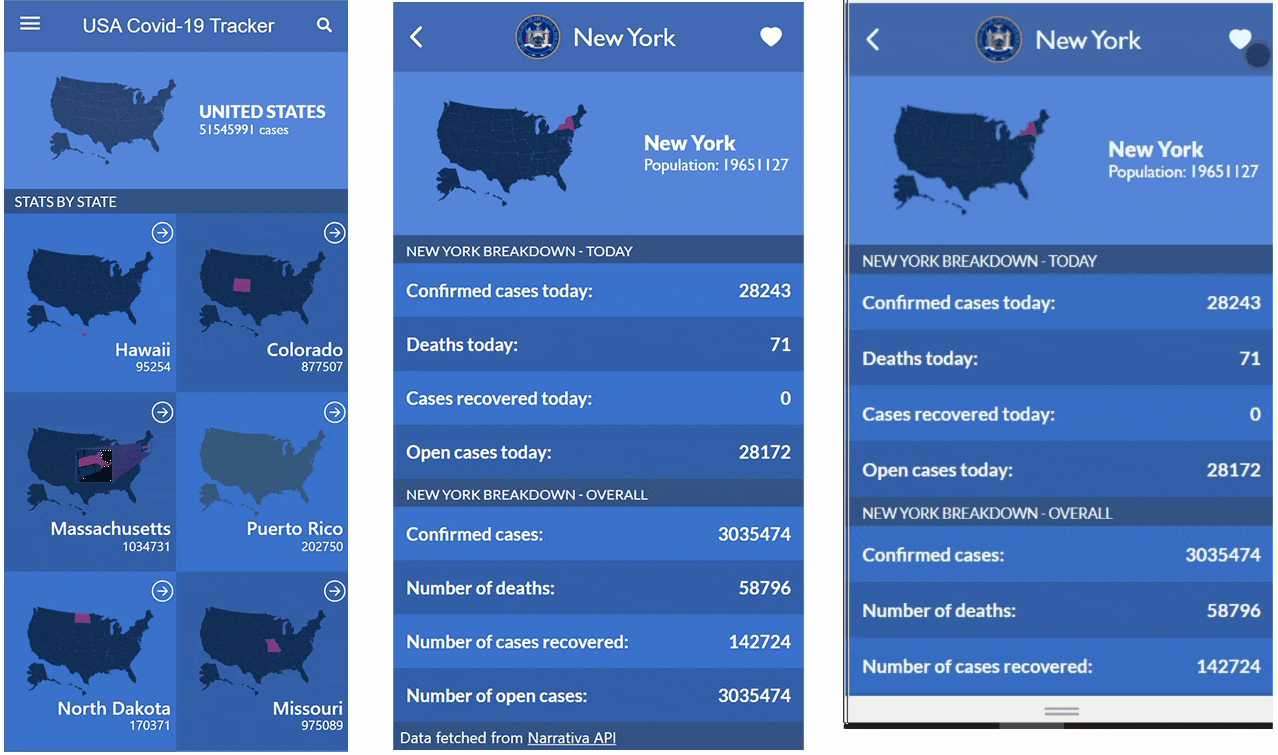 USA Covid-19 Tracker
UNITED STATES
51545991 cases
STATS BY STATE
Hawaii
95254
Colorado
877507
Massachusetts
1034731
Puerto Rico
202750
North Dakota
170371
Missouri
975089
New York
New York
Population: 19651127
NEW YORK BREAKDOWN - TODAY
Confirmed cases today: 28243
Deaths today: 71
Cases recovered today: 0
Open cases today: 28172
NEW YORK BREAKDOWN - OVERALL
Confirmed cases: 3035474
Number of deaths: 58796
Number of cases recovered: 142724
Number of open cases: 3035474
Data fetched from Narrativa API
New York
New York
Population: 19651127
NEW YORK BREAKDOWN - TODAY
Confirmed cases today: 28243
Deaths today: 71
Cases recovered today: 0
Open cases today: 28172
NEW YORK BREAKDOWN - OVERALL
Confirmed cases: 3035474
Number of deaths: 58796
Number of cases recovered: 142724